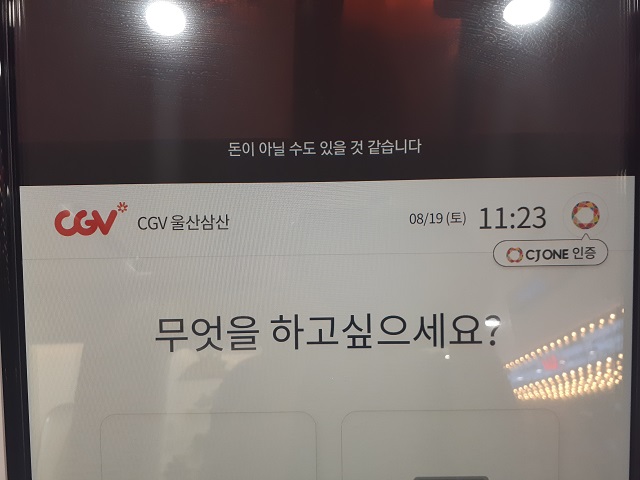 돈이 아닐 수도 있을 것 같습니다
CGV CGV 울산삼산 08/19 (토) 11:23
CJ ONE 인증
무엇을 하고싶으세요?